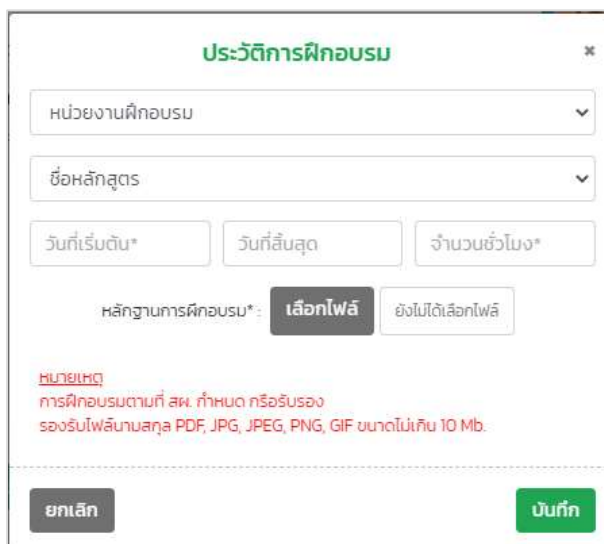 ประวัติการฝึกอบรม ×
หน่วยงานฝึกอบรม
ชื่อหลักสูตร
วันที่เริ่มต้น* วันที่สิ้นสุด จำนวนชั่วโมง*
หลักฐานการฝึกอบรม* : เลือกไฟล์ ยังไม่ได้เลือกไฟล์
หมายเหตุ
การฝึกอบรมตามที่ สผ. กำหนด หรือรับรอง
รองรับไฟล์นามสกุล PDF, JPG, JPEG, PNG, GIF ขนาดไม่เกิน 10 Mb.
ยกเลิก บันทึก